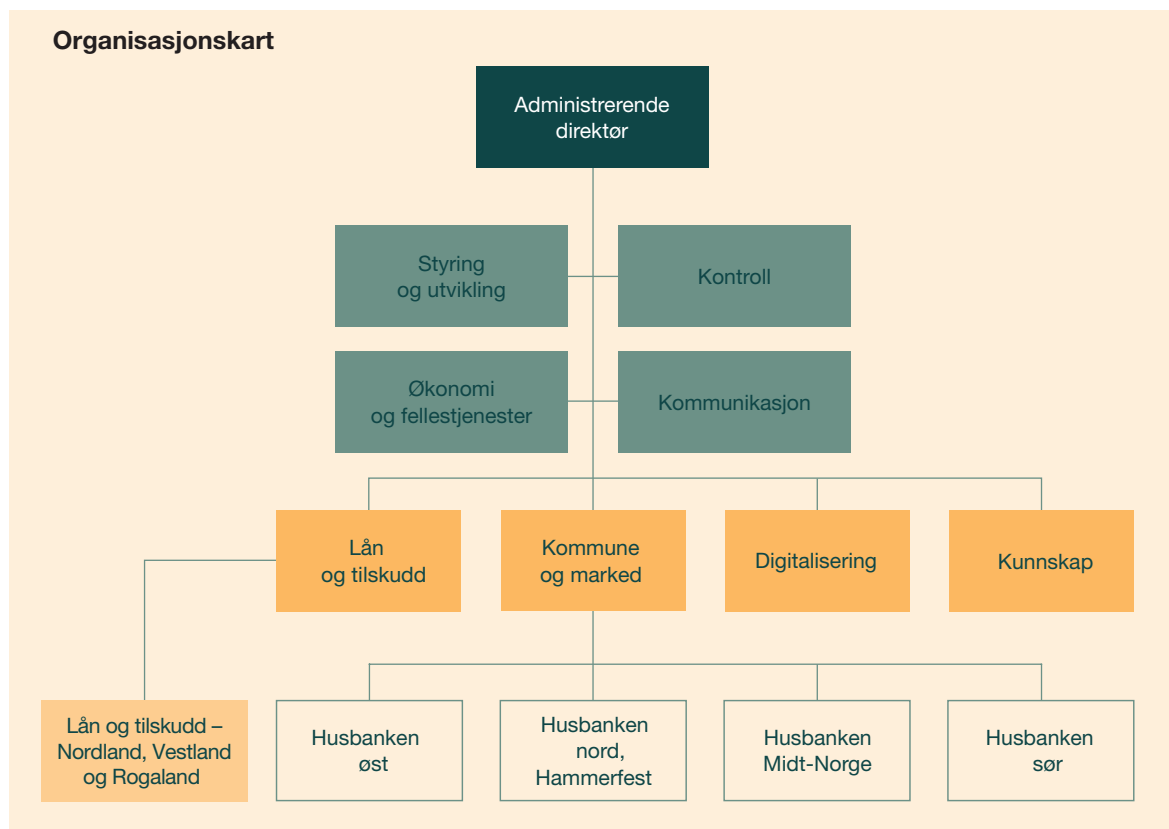 Organisasjonskart
Administrerende
direktør
Styring
og utvikling
Kontroll
Økonomi
og fellestjenester
Kommunikasjon
Lån
og tilskudd
Kommune
og marked
Digitalisering
Kunnskap
Lån og tilskudd –
Nordland, Vestland
og Rogaland
Husbanken
øst
Husbanken
nord,
Hammerfest
Husbanken
Midt-Norge
Husbanken
sør